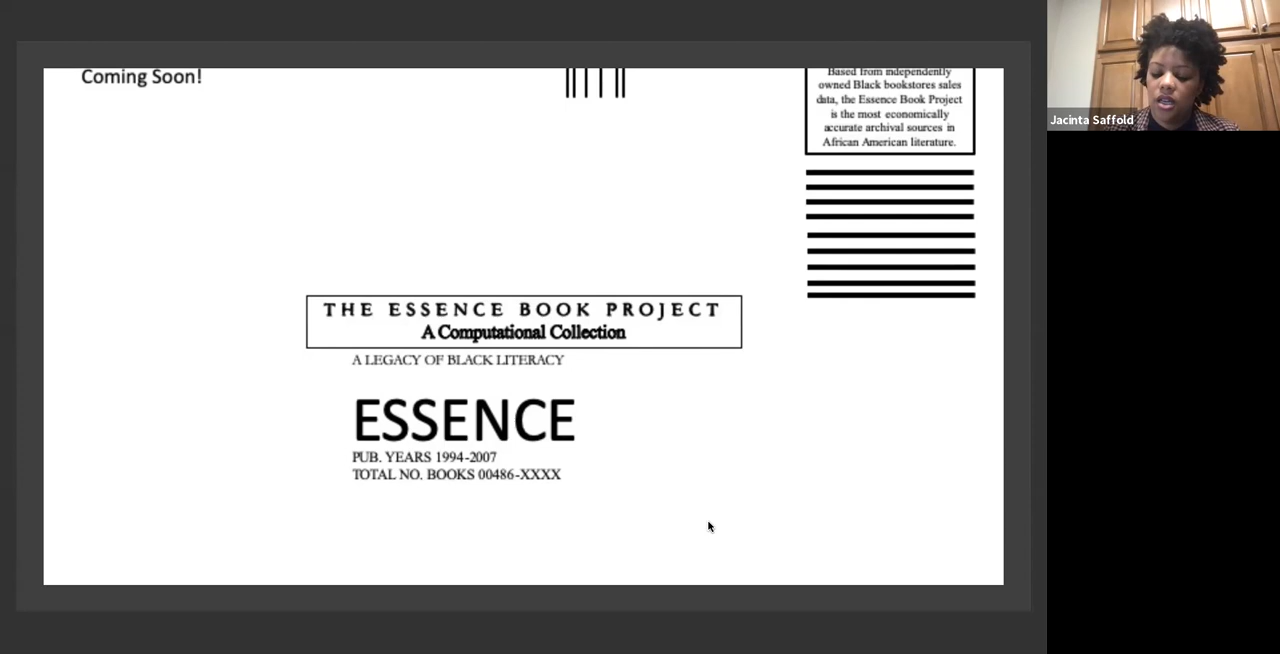 Coming Soon!
Based from independently
owned Black bookstores sales
data, the Essence Book Project
is the most economically
accurate archival sources in
African American literature.
THE ESSENCE BOOK PROJECT
A Computational Collection
A LEGACY OF BLACK LITERACY
ESSENCE
PUB. YEARS 1994-2007
TOTAL NO. BOOKS 00486-XXXX
Jacinta Saffold